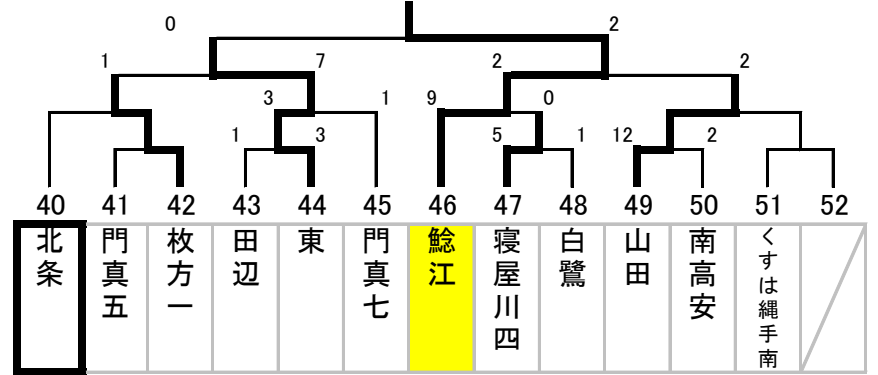 0 2
1 7 2 2
3 1 9 0
1 3 5 1 12 2
40 41 42 43 44 45 46 47 48 49 50 51 52
北条
門真五
枚方一
田辺
東
門真七
鯰江
寝屋川四
白鷺
山田
南高安
くすは縄手南